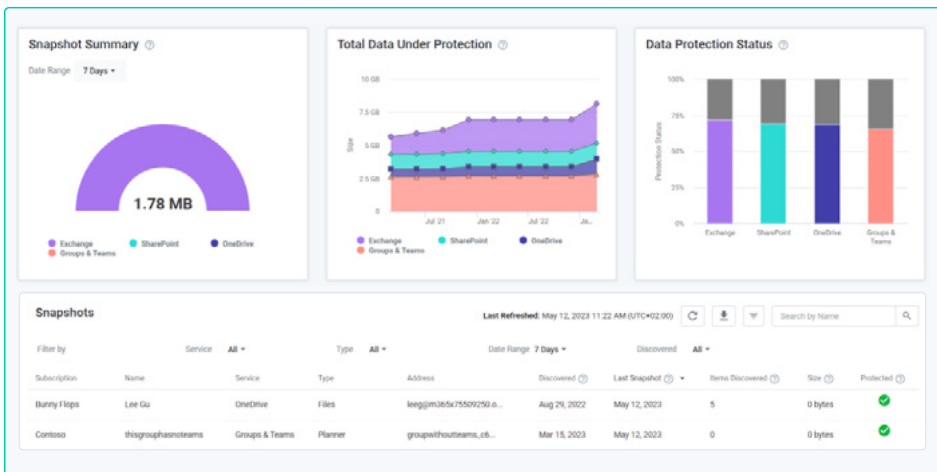 Snapshot Summary
Date Range 7 Days
1.78 MB
Exchange SharePoint OneDrive
Groups & Teams
Total Data Under Protection
10 GB
7.5 GB
5 GB
2.5 GB
0
Size
Jul '21 Jan '22 Jul '22 Ja...
Exchange SharePoint OneDrive
Groups & Teams
Data Protection Status
100%
75%
50%
25%
0%
Protection Status
Exchange SharePoint OneDrive Groups &
Teams
Snapshots
Last Refreshed: May 12, 2023 11:22 AM (UTC+02:00) Search by Name
Filter by Service All Type All Date Range 7 Days Discovered All
Subscription Name Service Type Address Discovered Last Snapshot Items Discovered Size Protected
Bunny Flops Lee Gu OneDrive Files leeg@m365x75509250.o... Aug 29, 2022 May 12, 2023 5 0 bytes
Contoso thisgrouphasnoteams Groups & Teams Planner groupwithoutteams_c6... Mar 15, 2023 May 12, 2023 0 0 bytes